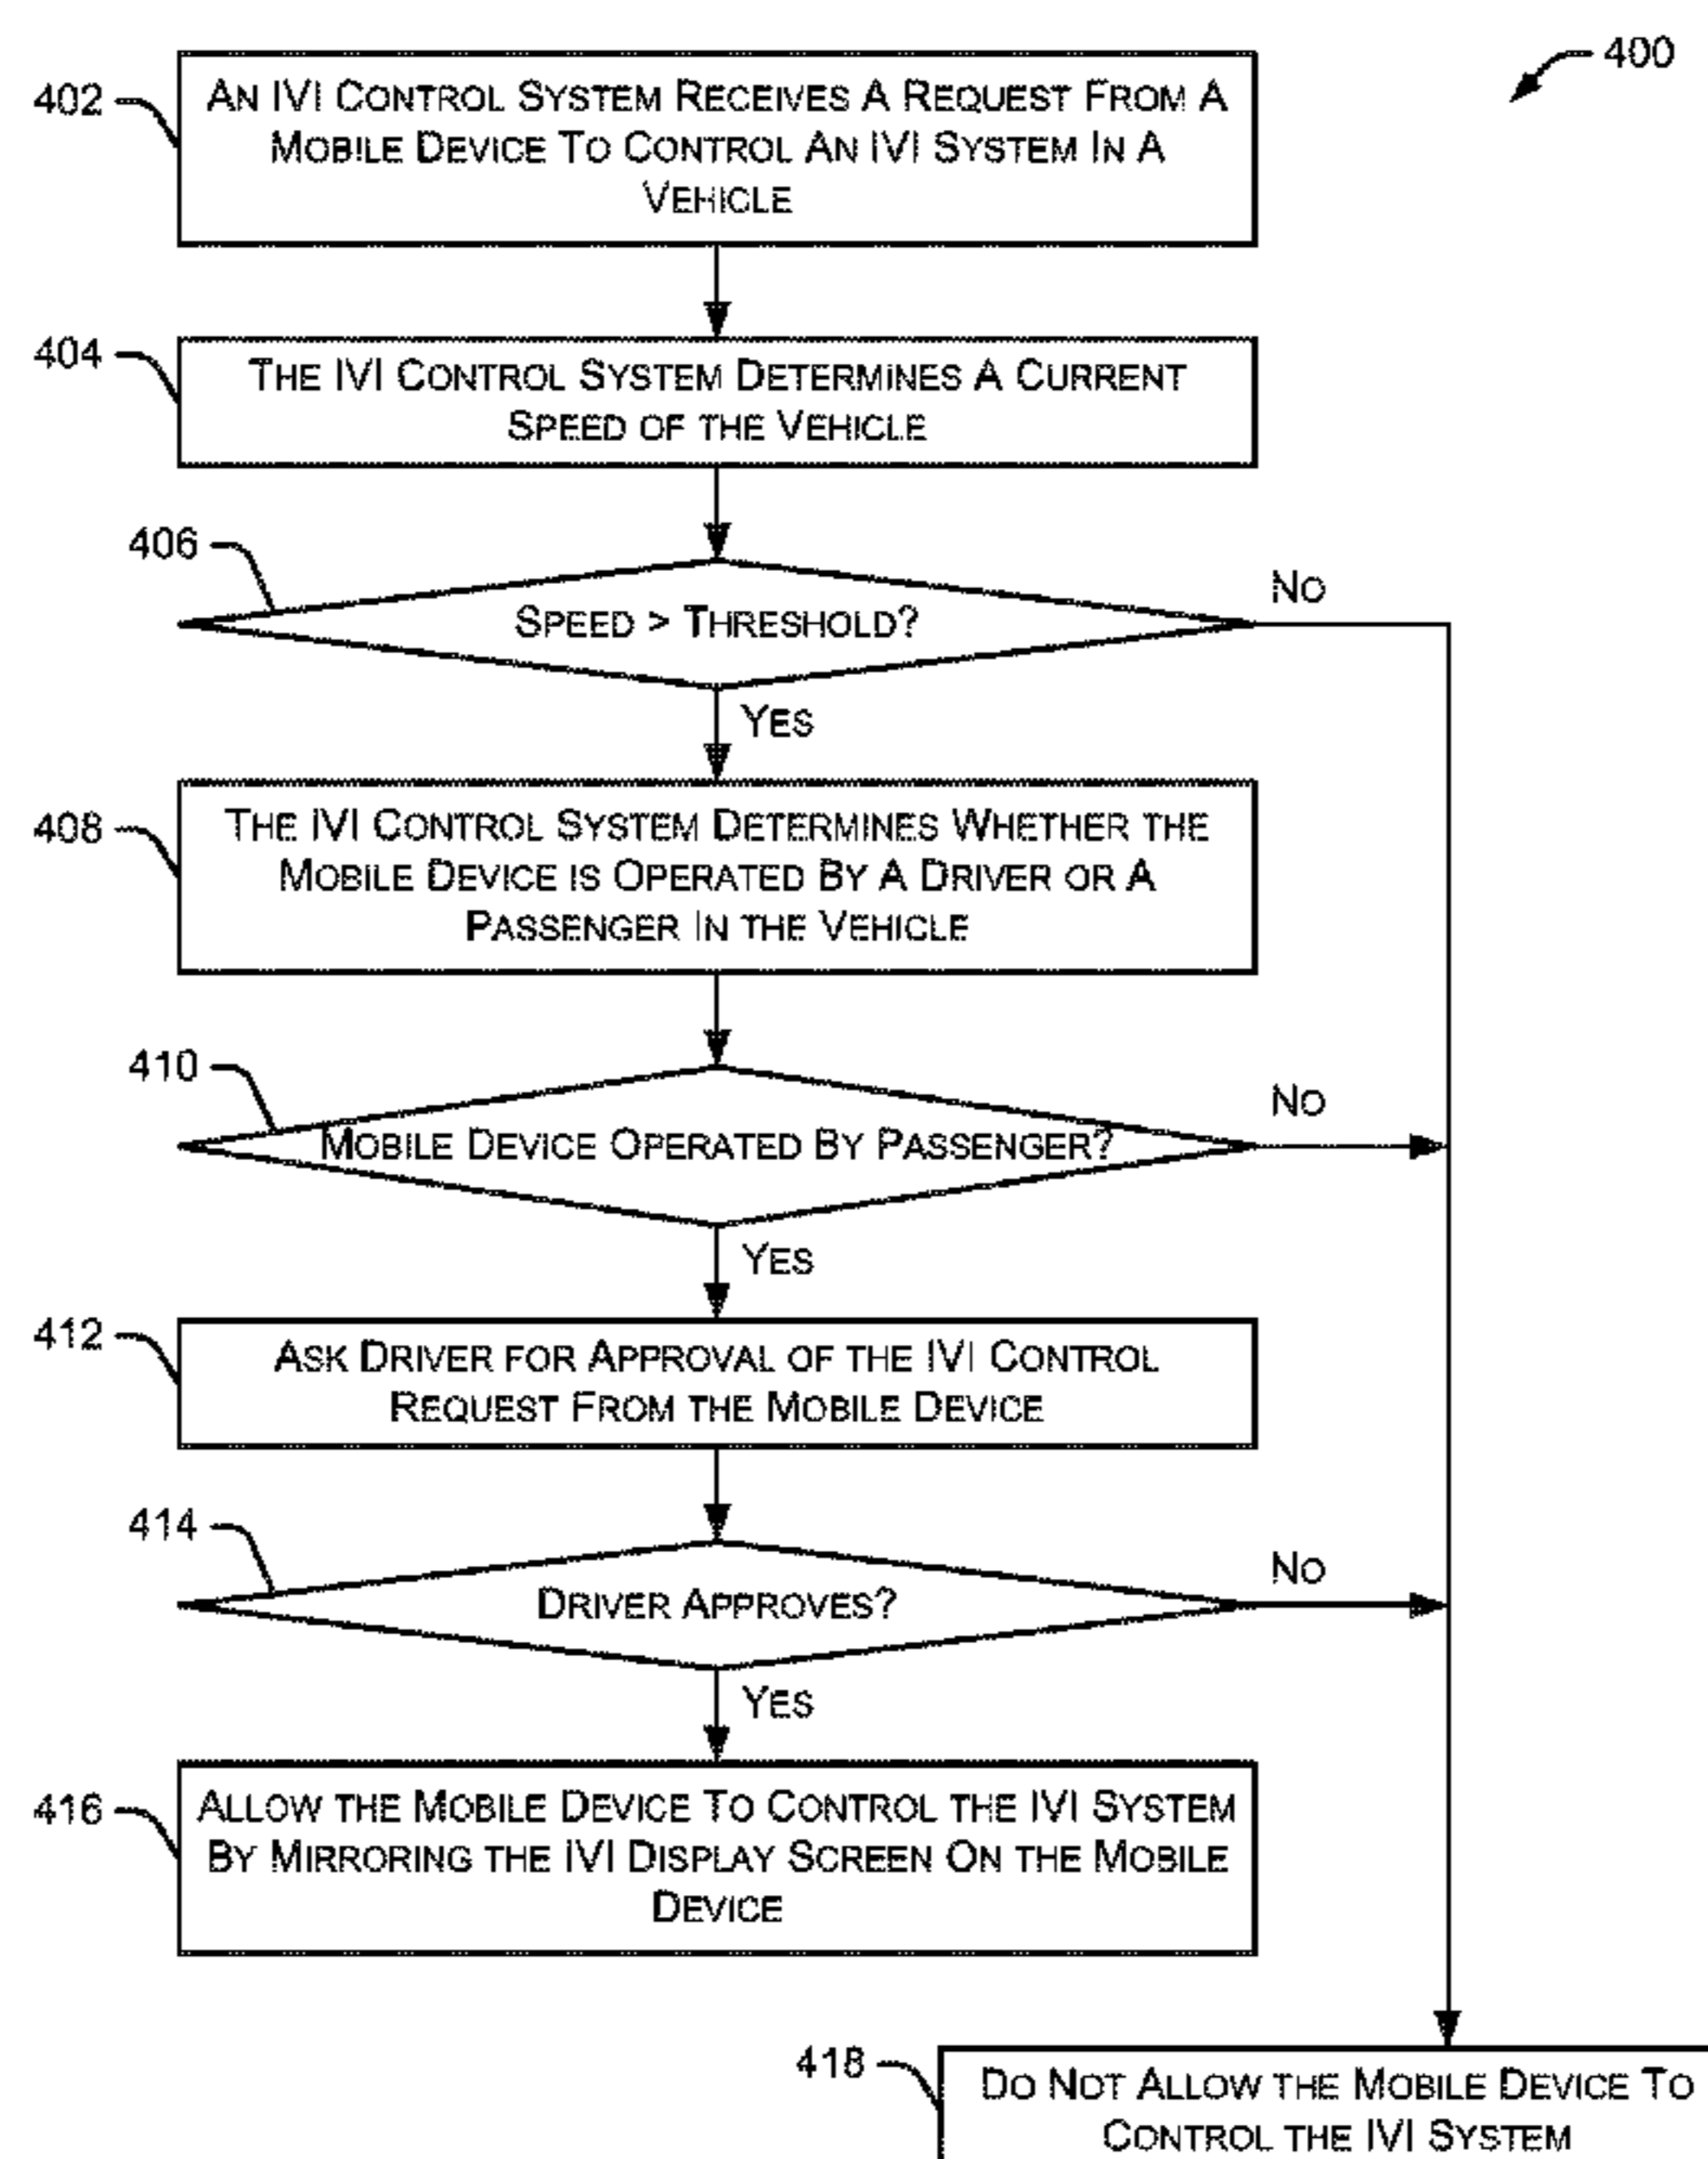 400
402
AN IVI CONTROL SYSTEM RECEIVES A REQUEST FROM A
MOBILE DEVICE TO CONTROL AN IVI SYSTEM IN A
VEHICLE
404
THE IVI CONTROL SYSTEM DETERMINES A CURRENT
SPEED OF THE VEHICLE
406
SPEED > THRESHOLD?
NO
YES
408
THE IVI CONTROL SYSTEM DETERMINES WHETHER THE
MOBILE DEVICE IS OPERATED BY A DRIVER OR A
PASSENGER IN THE VEHICLE
410
MOBILE DEVICE OPERATED BY PASSENGER?
NO
YES
412
ASK DRIVER FOR APPROVAL OF THE IVI CONTROL
REQUEST FROM THE MOBILE DEVICE
414
DRIVER APPROVES?
NO
YES
416
ALLOW THE MOBILE DEVICE TO CONTROL THE IVI SYSTEM
BY MIRRORING THE IVI DISPLAY SCREEN ON THE MOBILE
DEVICE
418
DO NOT ALLOW THE MOBILE DEVICE TO
CONTROL THE IVI SYSTEM